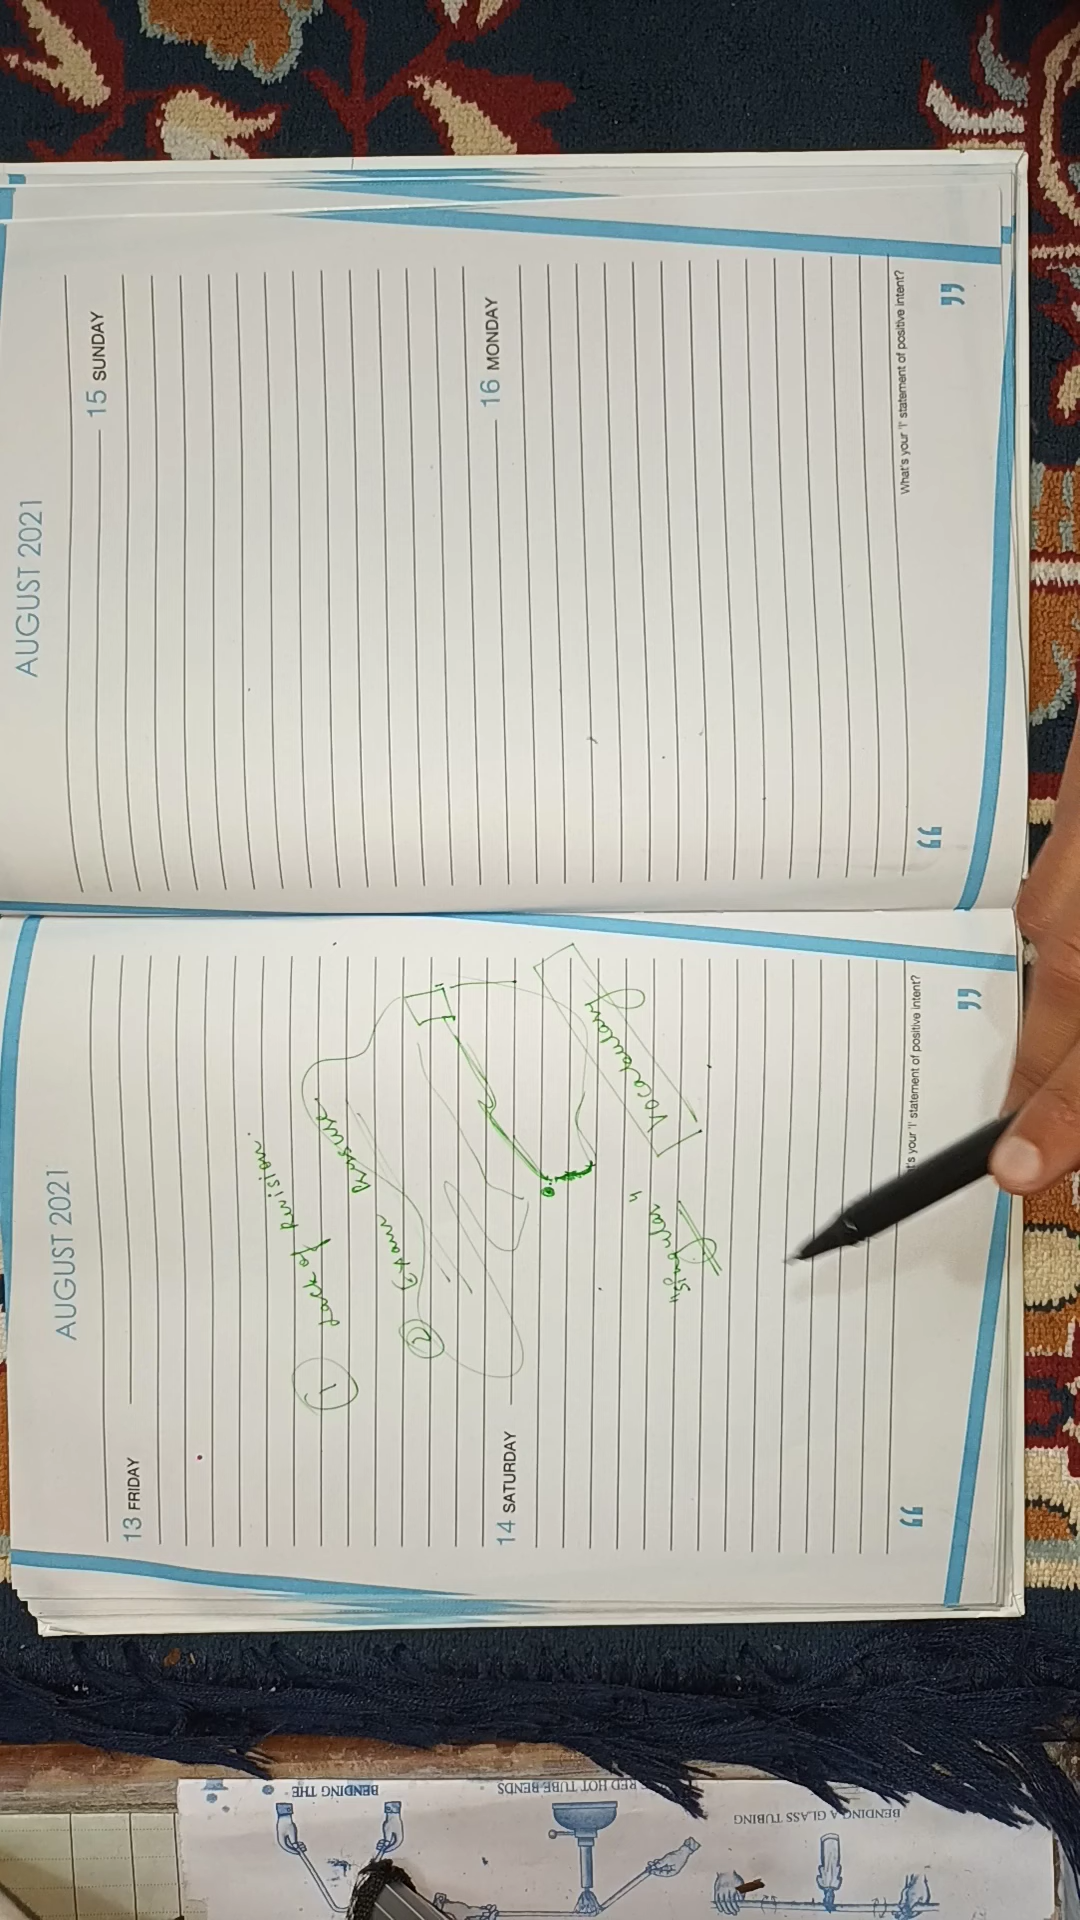 AUGUST 2021
13 FRIDAY
① Lack of Revision.
② Exam Pressure
14 SATURDAY
Vocabulary
"singular"
't's your 'I' statement of positive intent?
AUGUST 2021
15 SUNDAY
16 MONDAY
What's your 'I' statement of positive intent?
BENDING THE
RED HOT TUBE BENDS
BENDING A GLASS TUBING